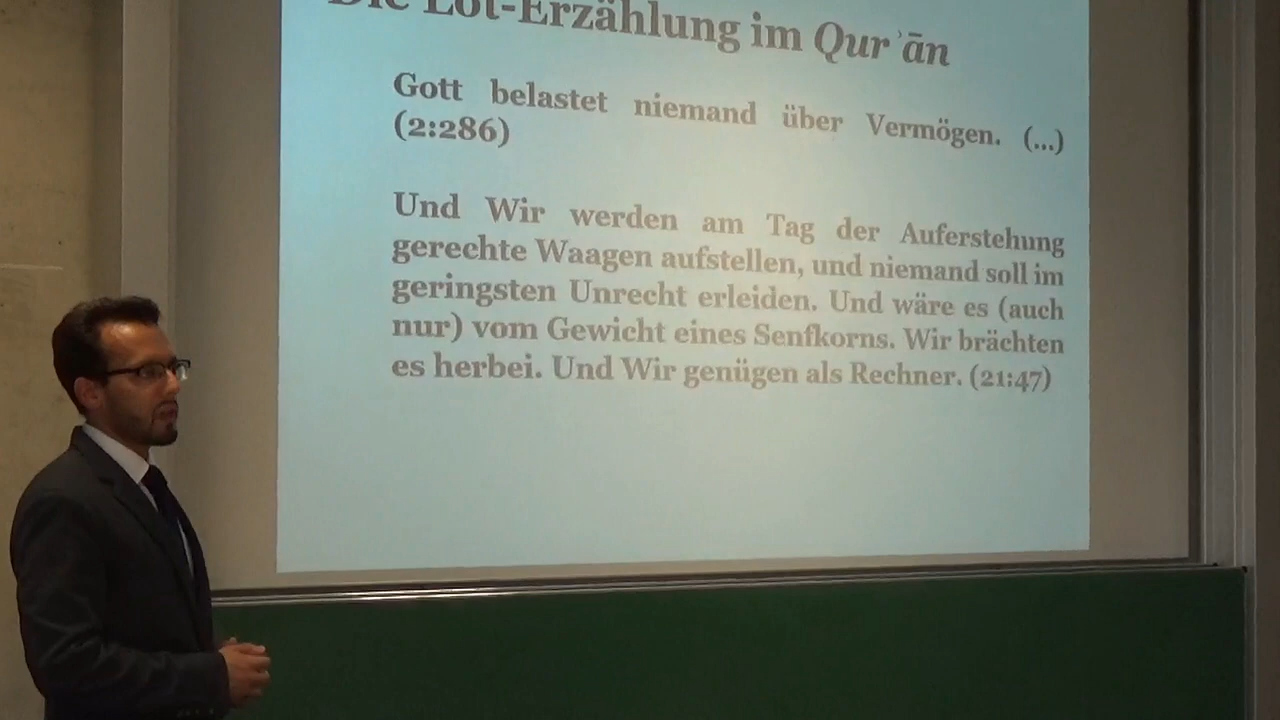 Die Lot-Erzählung im Qurʾān
Gott belastet niemand über Vermögen. (...)
(2:286)
Und Wir werden am Tag der Auferstehung
gerechte Waagen aufstellen, und niemand soll im
geringsten Unrecht erleiden. Und wäre es (auch
nur) vom Gewicht eines Senfkorns. Wir brächten
es herbei. Und Wir genügen als Rechner. (21:47)